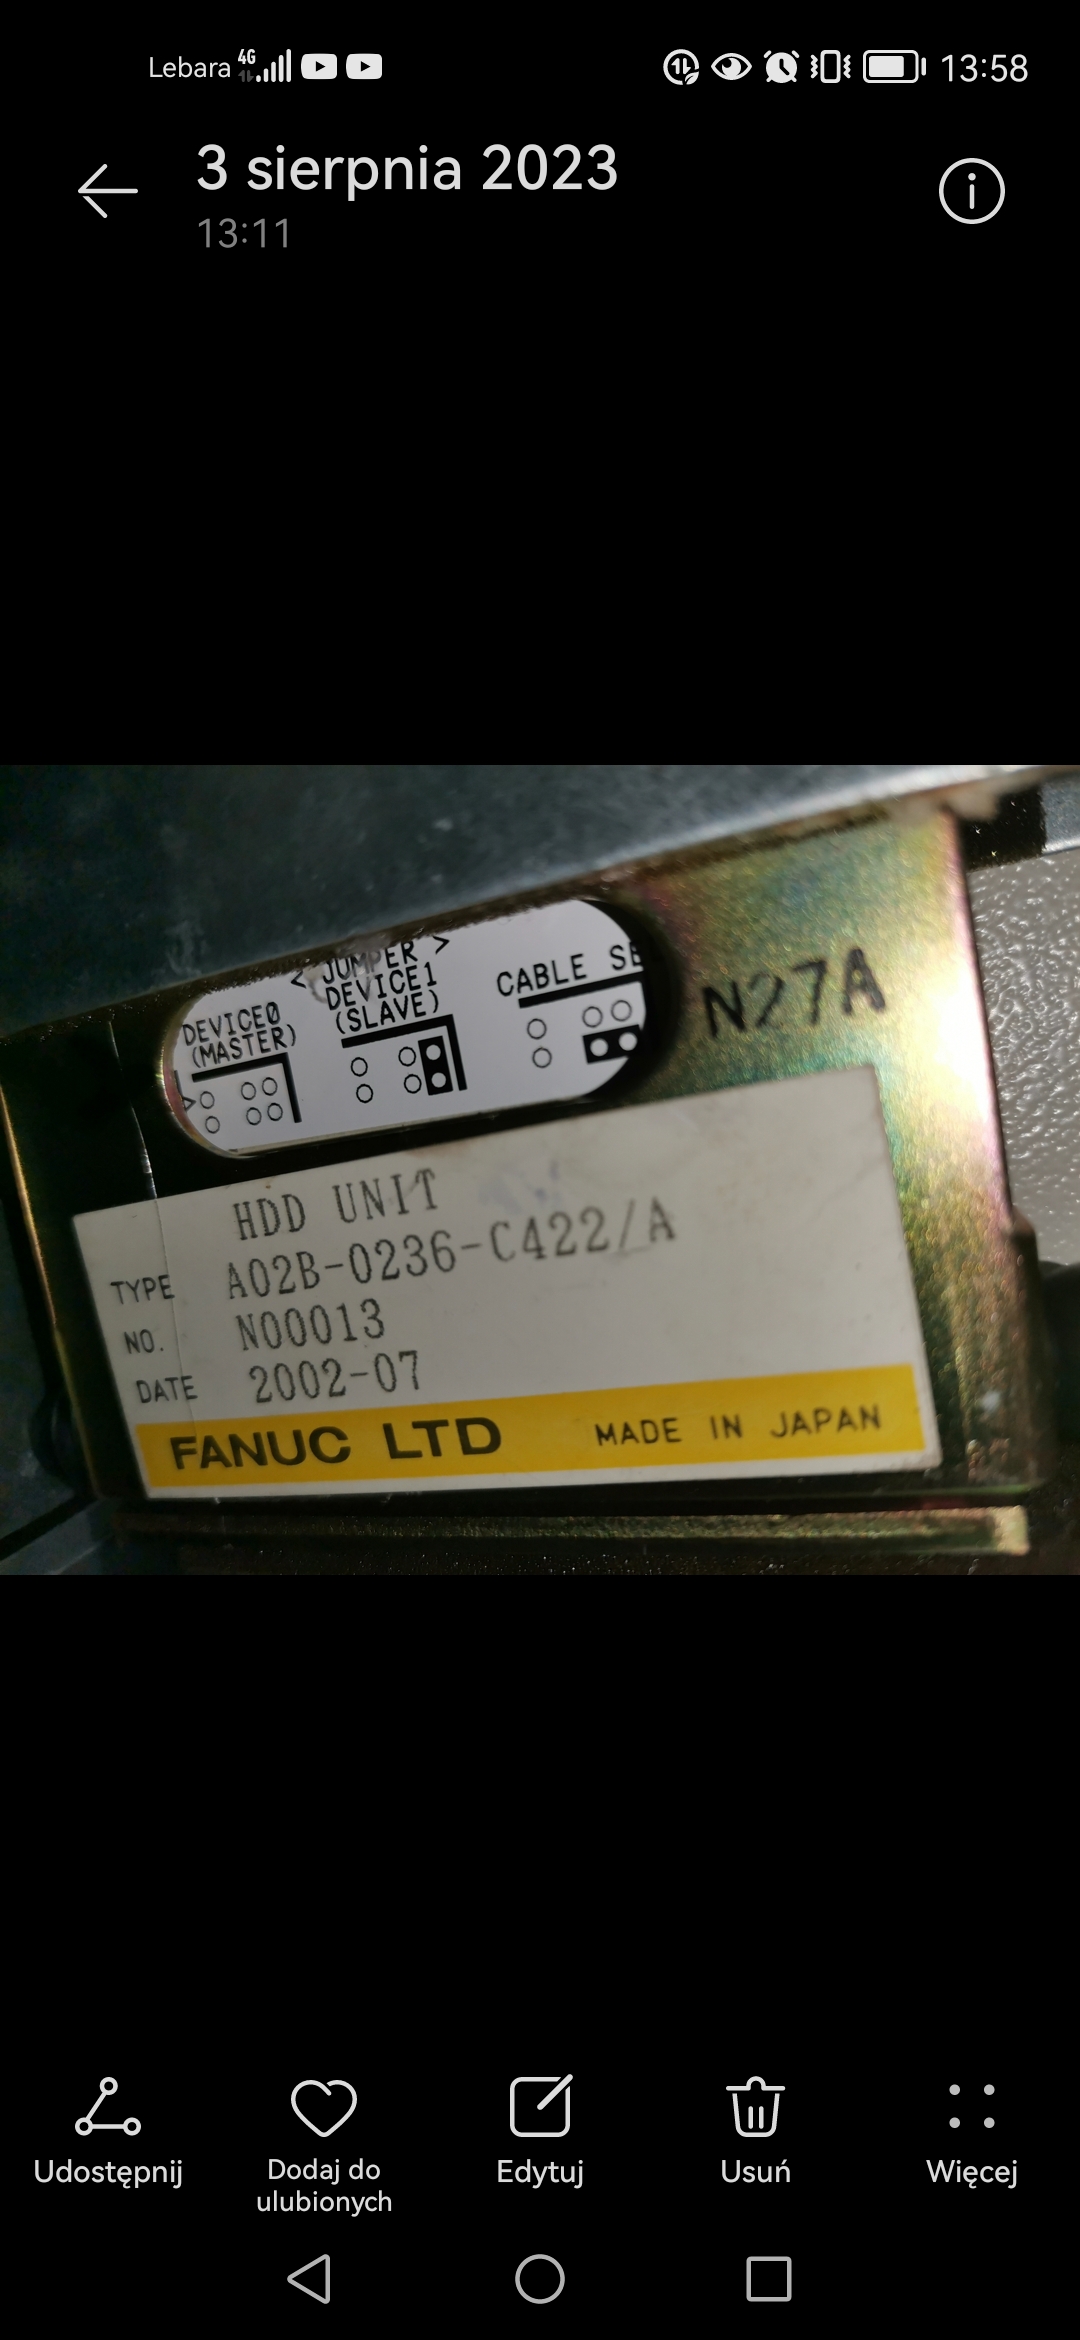 Lebara 4G 13:58
3 sierpnia 2023
13:11
< JUMPER >
DEVICE0 DEVICE1 CABLE SE
(MASTER) (SLAVE)
N27A
HDD UNIT
TYPE A02B-0236-C422/A
NO. N00013
DATE 2002-07
FANUC LTD MADE IN JAPAN
Udostępnij
Dodaj do
ulubionych
Edytuj
Usuń
Więcej